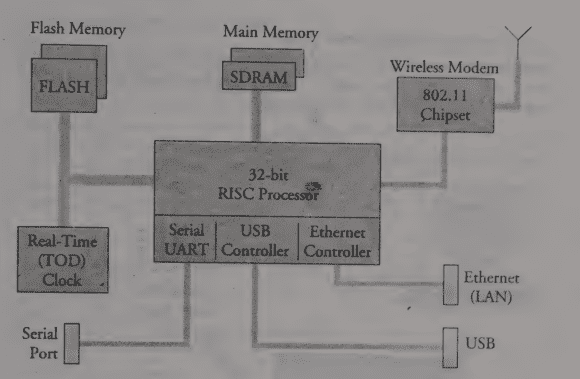 Flash Memory
FLASH
Main Memory
SDRAM
Wireless Modem
802.11
Chipset
32-bit
RISC Processor
Serial
UART
USB
Controller
Ethernet
Controller
Real-Time
(TOD)
Clock
Ethernet
(LAN)
Serial
Port
USB